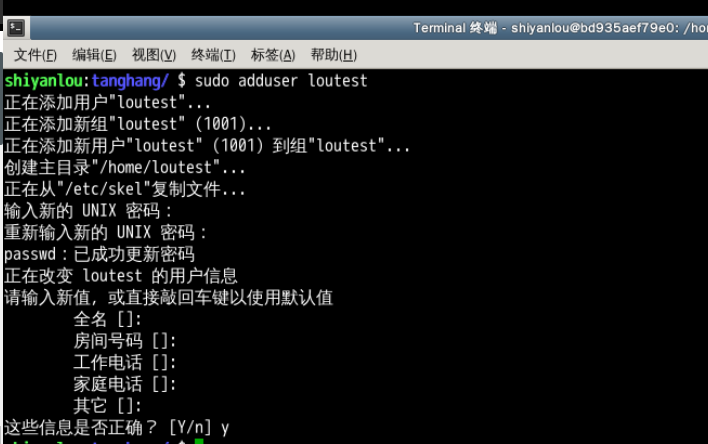 Terminal 终端 - shiyanlou@bd935aef79e0: /ho
文件(F) 编辑(E) 视图(V) 终端(T) 标签(A) 帮助(H)
shiyanlou:tanghang/ $ sudo adduser loutest
正在添加用户"loutest"...
正在添加新组"loutest" (1001)...
正在添加新用户"loutest" (1001) 到组"loutest"...
创建主目录"/home/loutest"...
正在从"/etc/skel"复制文件...
输入新的 UNIX 密码：
重新输入新的 UNIX 密码：
passwd：已成功更新密码
正在改变 loutest 的用户信息
请输入新值，或直接敲回车键以使用默认值
全名 []:
房间号码 []:
工作电话 []:
家庭电话 []:
其它 []:
这些信息是否正确？ [Y/n] y